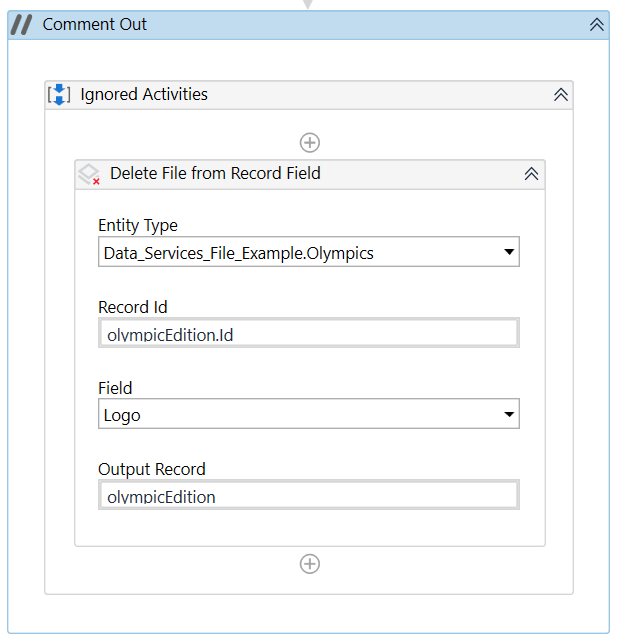 Comment Out
Ignored Activities
Delete File from Record Field
Entity Type
Data_Services_File_Example.Olympics
Record Id
olympicEdition.Id
Field
Logo
Output Record
olympicEdition